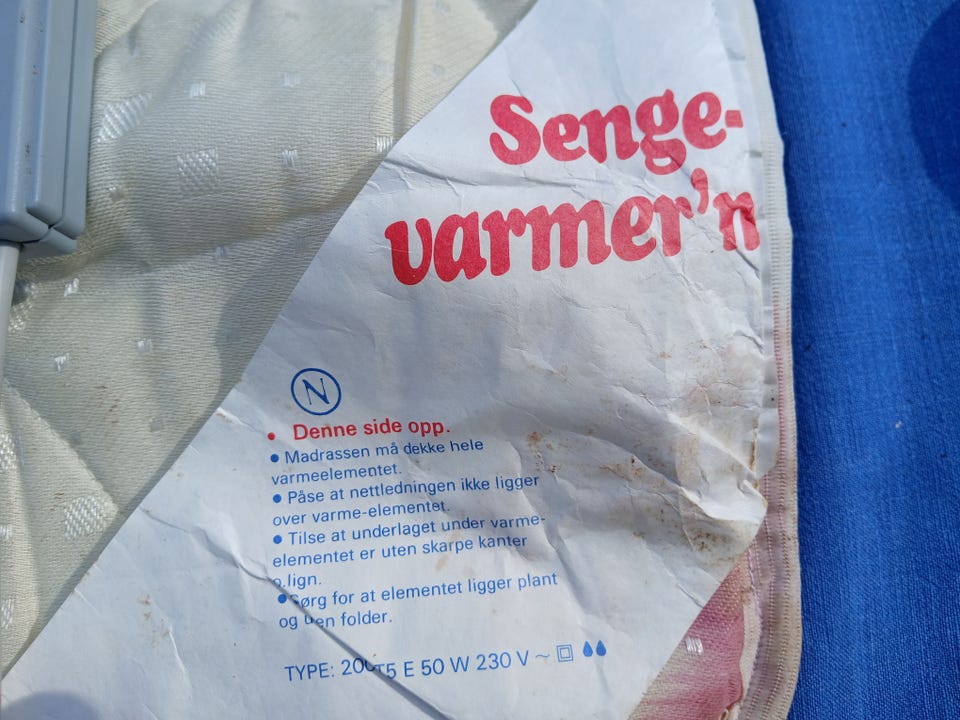 Senge-
varmer'n
N
• Denne side opp.
• Madrassen må dekke hele
varmeelementet.
• Påse at nettledningen ikke ligger
over varme-elementet.
• Tilse at underlaget under varme-
elementet er uten skarpe kanter
o.lign.
• Sørg for at elementet ligger plant
og uten folder.
TYPE: E 50 W 230 V ~